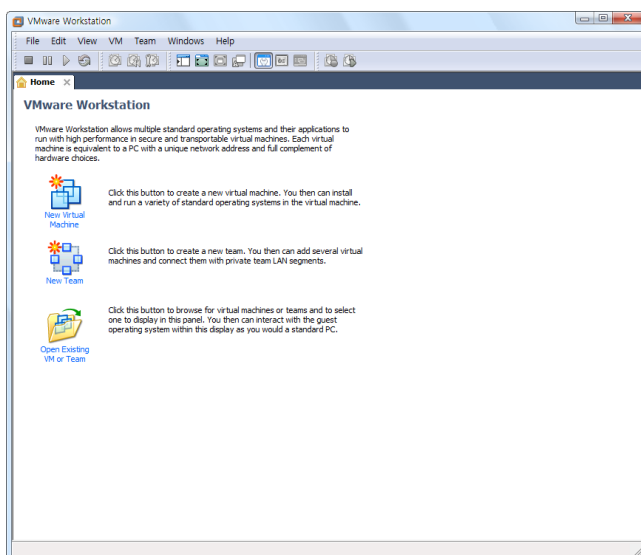 VMware Workstation
File Edit View VM Team Windows Help
Home
VMware Workstation
VMware Workstation allows multiple standard operating systems and their applications to
run with high performance in secure and transportable virtual machines. Each virtual
machine is equivalent to a PC with a unique network address and full complement of
hardware choices.
New Virtual
Machine
Click this button to create a new virtual machine. You then can install
and run a variety of standard operating systems in the virtual machine.
New Team
Click this button to create a new team. You then can add several virtual
machines and connect them with private team LAN segments.
Open Existing
VM or Team
Click this button to browse for virtual machines or teams and to select
one to display in this panel. You then can interact with the guest
operating system within this display as you would a standard PC.